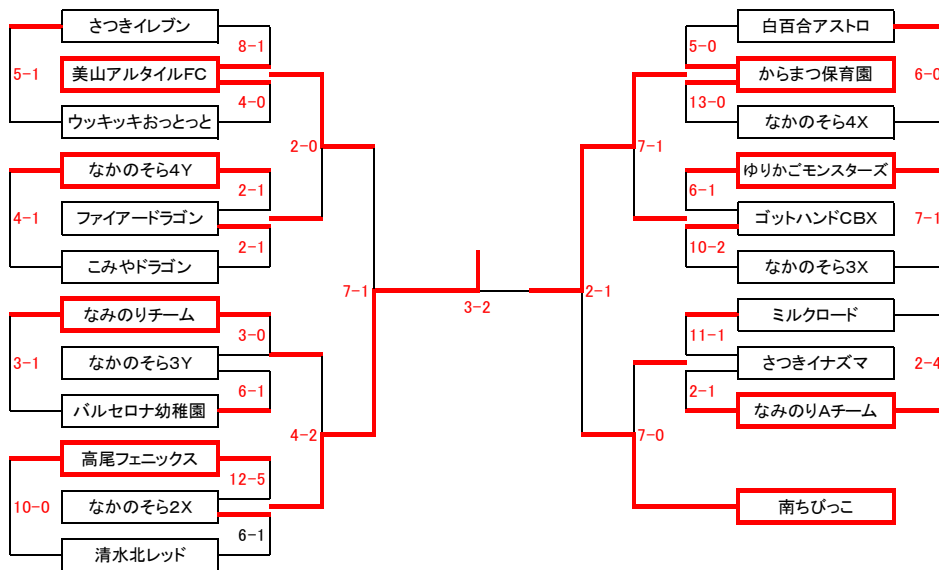 さつきイレブン
8-1
5-1
美山アルタイルFC
4-0
ウッキッキおっとっと
2-0
なかのそら4Y
2-1
4-1
ファイアードラゴン
2-1
こみやドラゴン
7-1
なみのりチーム
3-0
3-1
なかのそら3Y
6-1
バルセロナ幼稚園
4-2
高尾フェニックス
12-5
10-0
なかのそら2X
6-1
清水北レッド
3-2
白百合アストロ
5-0
6-0
からまつ保育園
13-0
なかのそら4X
7-1
ゆりかごモンスターズ
6-1
7-1
ゴットハンドCBX
10-2
なかのそら3X
2-1
ミルクロード
11-1
さつきイナズマ
2-4
2-1
なみのりAチーム
7-0
南ちびっこ